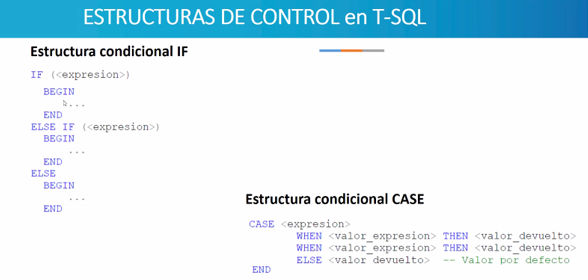 ESTRUCTURAS DE CONTROL en T-SQL
Estructura condicional IF
IF (<expresion>)
BEGIN
...
END
ELSE IF (<expresion>)
BEGIN
...
END
ELSE
BEGIN
...
END
Estructura condicional CASE
CASE <expresion>
WHEN <valor_expresion> THEN <valor_devuelto>
WHEN <valor_expresion> THEN <valor_devuelto>
ELSE <valor_devuelto> -- Valor por defecto
END